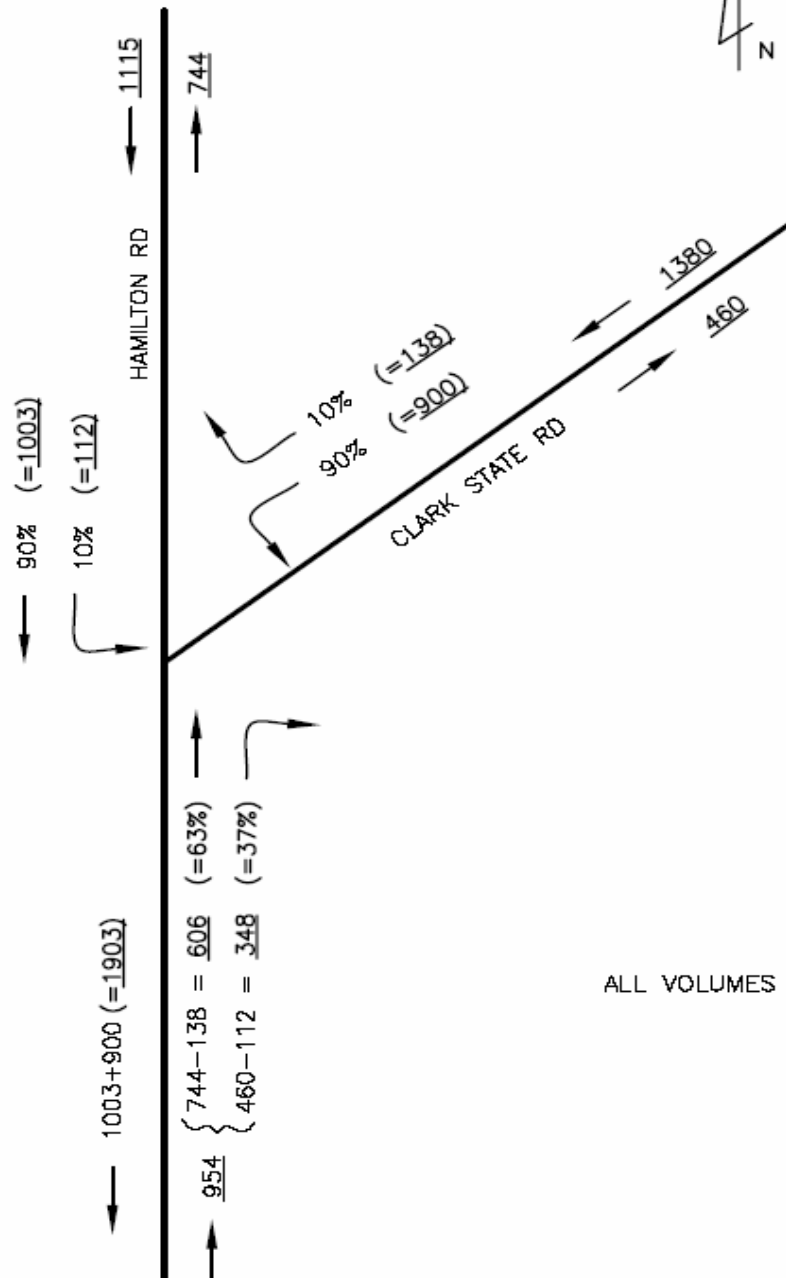 N
1115
744
HAMILTON RD
90% (=1003)
10% (=112)
1380
460
10% (=138)
90% (=900)
CLARK STATE RD
1003+900 (=1903)
954
744-138 = 606 (=63%)
460-112 = 348 (=37%)
ALL VOLUMES